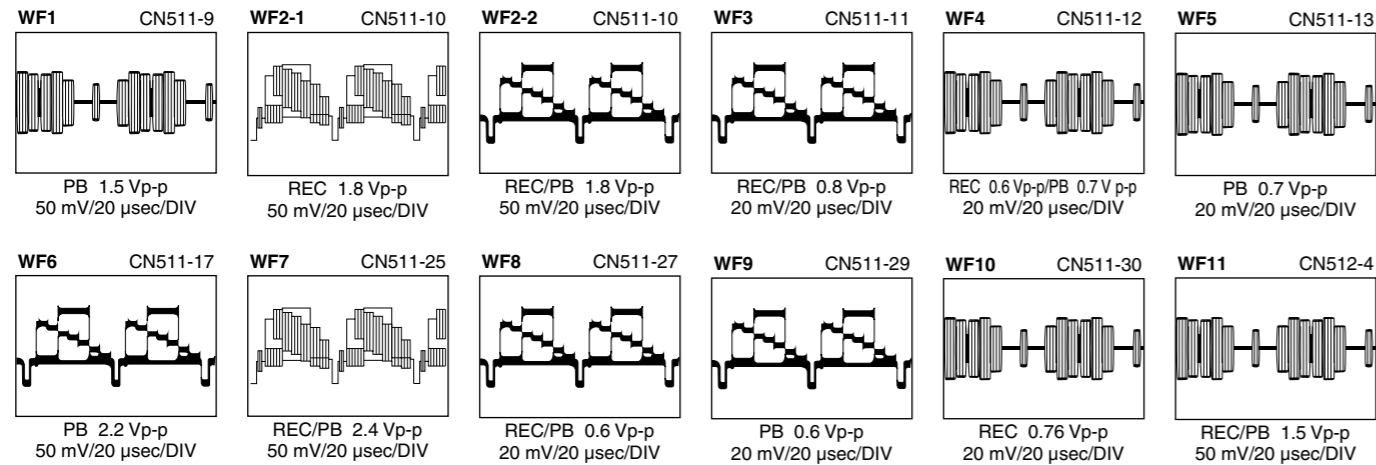 WF1 CN511-9 WF2-1 CN511-10 WF2-2 CN511-10 WF3 CN511-11 WF4 CN511-12 WF5 CN511-13
PB 1.5 Vp-p REC 1.8 Vp-p REC/PB 1.8 Vp-p REC/PB 0.8 Vp-p REC 0.6 Vp-p/PB 0.7 V p-p PB 0.7 Vp-p
50 mV/20 µsec/DIV 50 mV/20 µsec/DIV 50 mV/20 µsec/DIV 20 mV/20 µsec/DIV 20 mV/20 µsec/DIV 20 mV/20 µsec/DIV
WF6 CN511-17 WF7 CN511-25 WF8 CN511-27 WF9 CN511-29 WF10 CN511-30 WF11 CN512-4
PB 2.2 Vp-p REC/PB 2.4 Vp-p REC/PB 0.6 Vp-p PB 0.6 Vp-p REC 0.76 Vp-p REC/PB 1.5 Vp-p
50 mV/20 µsec/DIV 50 mV/20 µsec/DIV 20 mV/20 µsec/DIV 20 mV/20 µsec/DIV 20 mV/20 µsec/DIV 50 mV/20 µsec/DIV